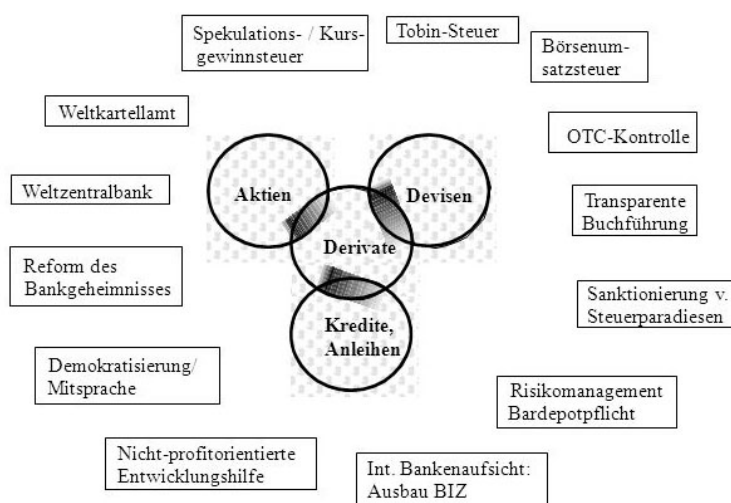 Spekulations- / Kurs-
gewinnsteuer
Tobin-Steuer
Börsenum-
satzsteuer
Weltkartellamt
OTC-Kontrolle
Weltzentralbank
Aktien
Devisen
Transparente
Buchführung
Derivate
Reform des
Bankgeheimnisses
Sanktionierung v.
Steuerparadiesen
Kredite,
Anleihen
Demokratisierung/
Mitsprache
Risikomanagement
Bardepotpflicht
Nicht-profitorientierte
Entwicklungshilfe
Int. Bankenaufsicht:
Ausbau BIZ